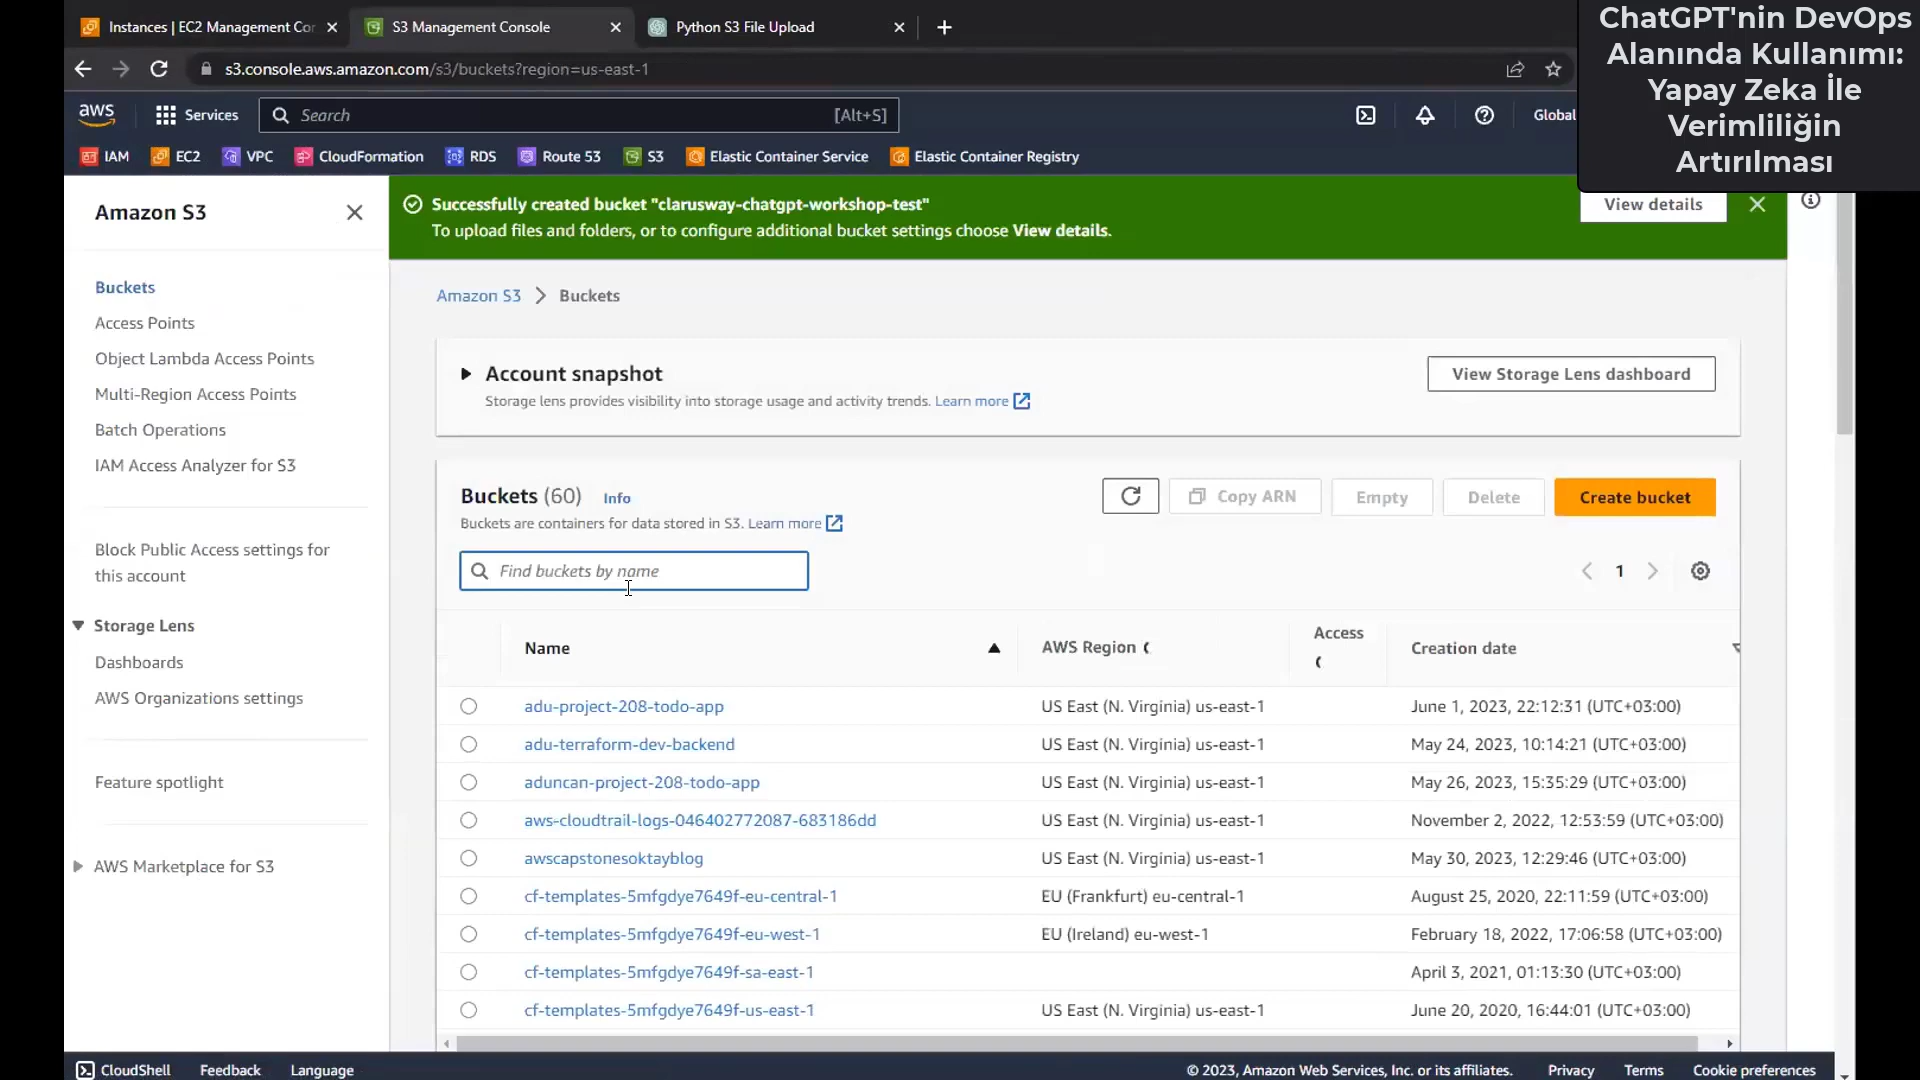 Instances | EC2 Management Cor
S3 Management Console
Python S3 File Upload
ChatGPT'nin DevOps
Alanında Kullanımı:
Yapay Zeka İle
Verimliliğin
Artırılması
s3.console.aws.amazon.com/s3/buckets?region=us-east-1
aws
Services
Search
[Alt+S]
Global
IAM
EC2
VPC
CloudFormation
RDS
Route 53
S3
Elastic Container Service
Elastic Container Registry
Amazon S3
Buckets
Access Points
Object Lambda Access Points
Multi-Region Access Points
Batch Operations
IAM Access Analyzer for S3
Block Public Access settings for
this account
Storage Lens
Dashboards
AWS Organizations settings
Feature spotlight
AWS Marketplace for S3
Successfully created bucket "clarusway-chatgpt-workshop-test"
To upload files and folders, or to configure additional bucket settings choose View details.
View details
Amazon S3 > Buckets
Account snapshot
Storage lens provides visibility into storage usage and activity trends. Learn more
View Storage Lens dashboard
Buckets (60) Info
Buckets are containers for data stored in S3. Learn more
Copy ARN
Empty
Delete
Create bucket
Find buckets by name
1
Name AWS Region Access Creation date
adu-project-208-todo-app US East (N. Virginia) us-east-1 June 1, 2023, 22:12:31 (UTC+03:00)
adu-terraform-dev-backend US East (N. Virginia) us-east-1 May 24, 2023, 10:14:21 (UTC+03:00)
aduncan-project-208-todo-app US East (N. Virginia) us-east-1 May 26, 2023, 15:35:29 (UTC+03:00)
aws-cloudtrail-logs-046402772087-683186dd US East (N. Virginia) us-east-1 November 2, 2022, 12:53:59 (UTC+03:00)
awscapstonesoktayblog US East (N. Virginia) us-east-1 May 30, 2023, 12:29:46 (UTC+03:00)
cf-templates-5mfgdye7649f-eu-central-1 EU (Frankfurt) eu-central-1 August 25, 2020, 22:11:59 (UTC+03:00)
cf-templates-5mfgdye7649f-eu-west-1 EU (Ireland) eu-west-1 February 18, 2022, 17:06:58 (UTC+03:00)
cf-templates-5mfgdye7649f-sa-east-1 April 3, 2021, 01:13:30 (UTC+03:00)
cf-templates-5mfgdye7649f-us-east-1 US East (N. Virginia) us-east-1 June 20, 2020, 16:44:01 (UTC+03:00)
CloudShell
Feedback
Language
© 2023, Amazon Web Services, Inc. or its affiliates.
Privacy
Terms
Cookie preferences